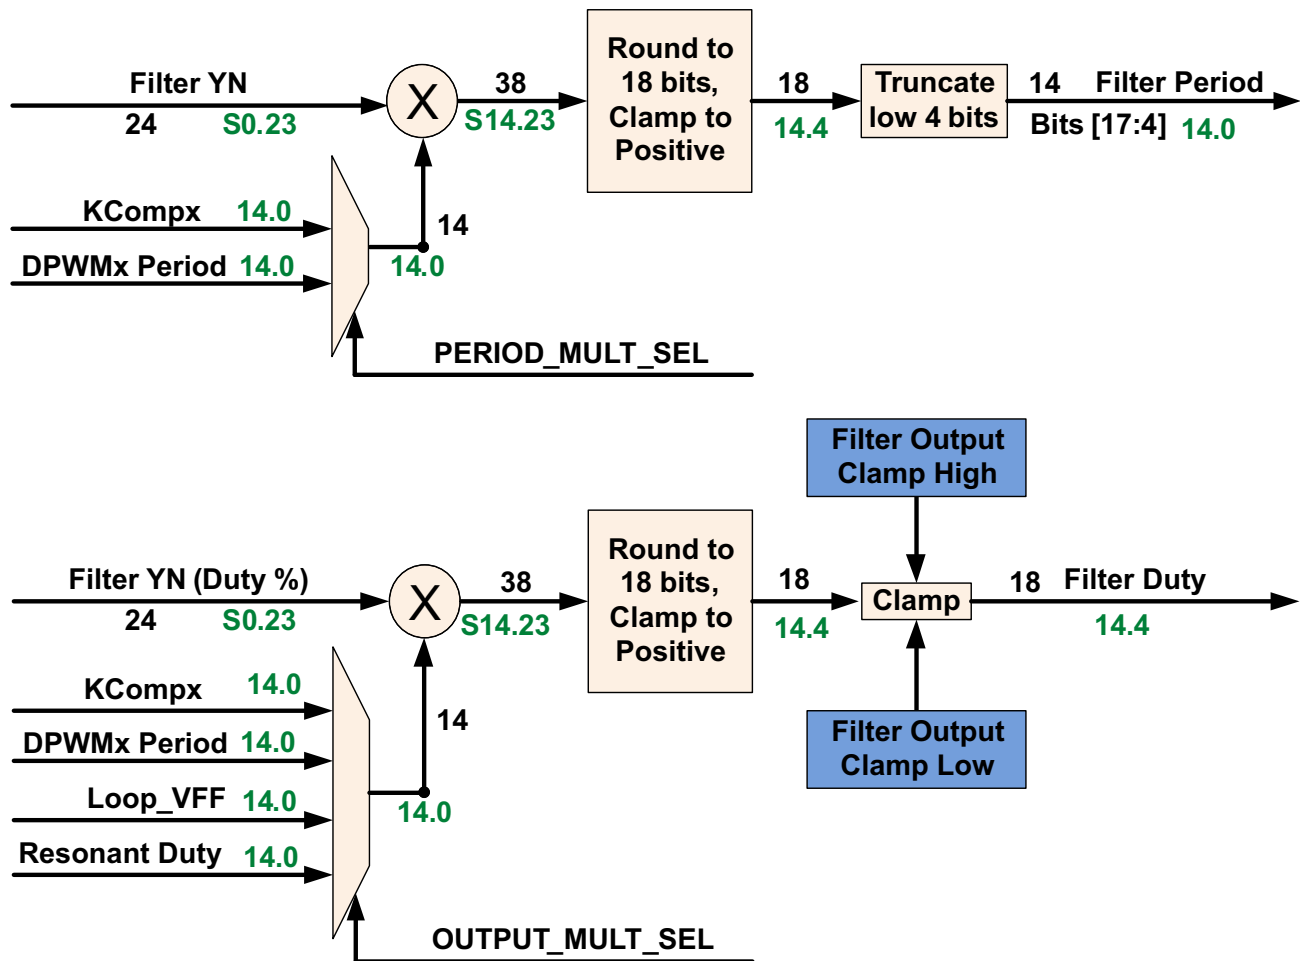 Filter YN
24 S0.23
X
38
S14.23
Round to
18 bits,
Clamp to
Positive
18
14.4
Truncate
low 4 bits
14 Filter Period
Bits [17:4] 14.0
KCompx 14.0
DPWMx Period 14.0
14
14.0
PERIOD_MULT_SEL
Filter Output
Clamp High
Filter YN (Duty %)
24 S0.23
X
38
S14.23
Round to
18 bits,
Clamp to
Positive
18
14.4
Clamp
18 Filter Duty
14.4
KCompx 14.0
DPWMx Period 14.0
Loop_VFF 14.0
Resonant Duty 14.0
14
14.0
Filter Output
Clamp Low
OUTPUT_MULT_SEL